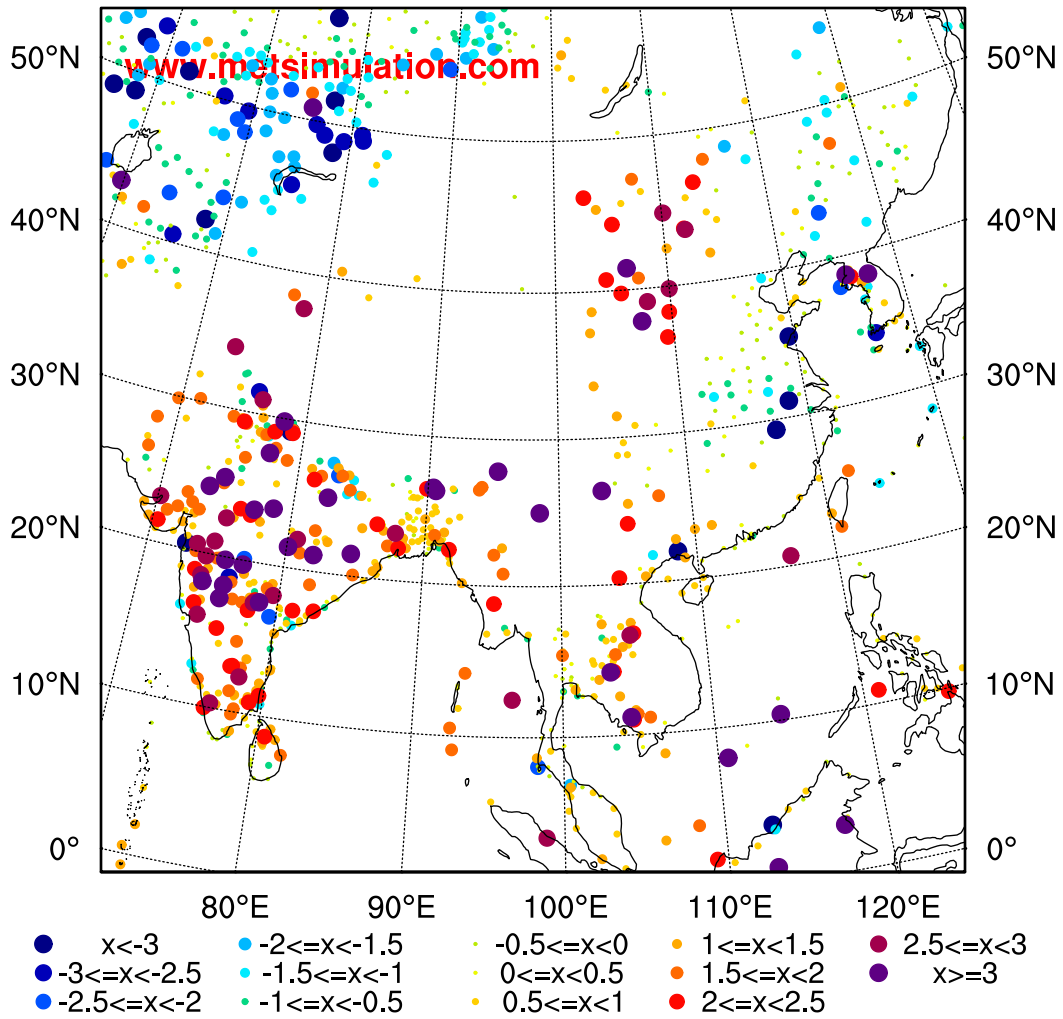 50°N 50°N
www.metsimulation.com
40°N 40°N
30°N 30°N
20°N 20°N
10°N 10°N
0° 0°
80°E 90°E 100°E 110°E 120°E
x<-3 -2<=x<-1.5 -0.5<=x<0 1<=x<1.5 2.5<=x<3
-3<=x<-2.5 -1.5<=x<-1 0<=x<0.5 1.5<=x<2 x>=3
-2.5<=x<-2 -1<=x<-0.5 0.5<=x<1 2<=x<2.5